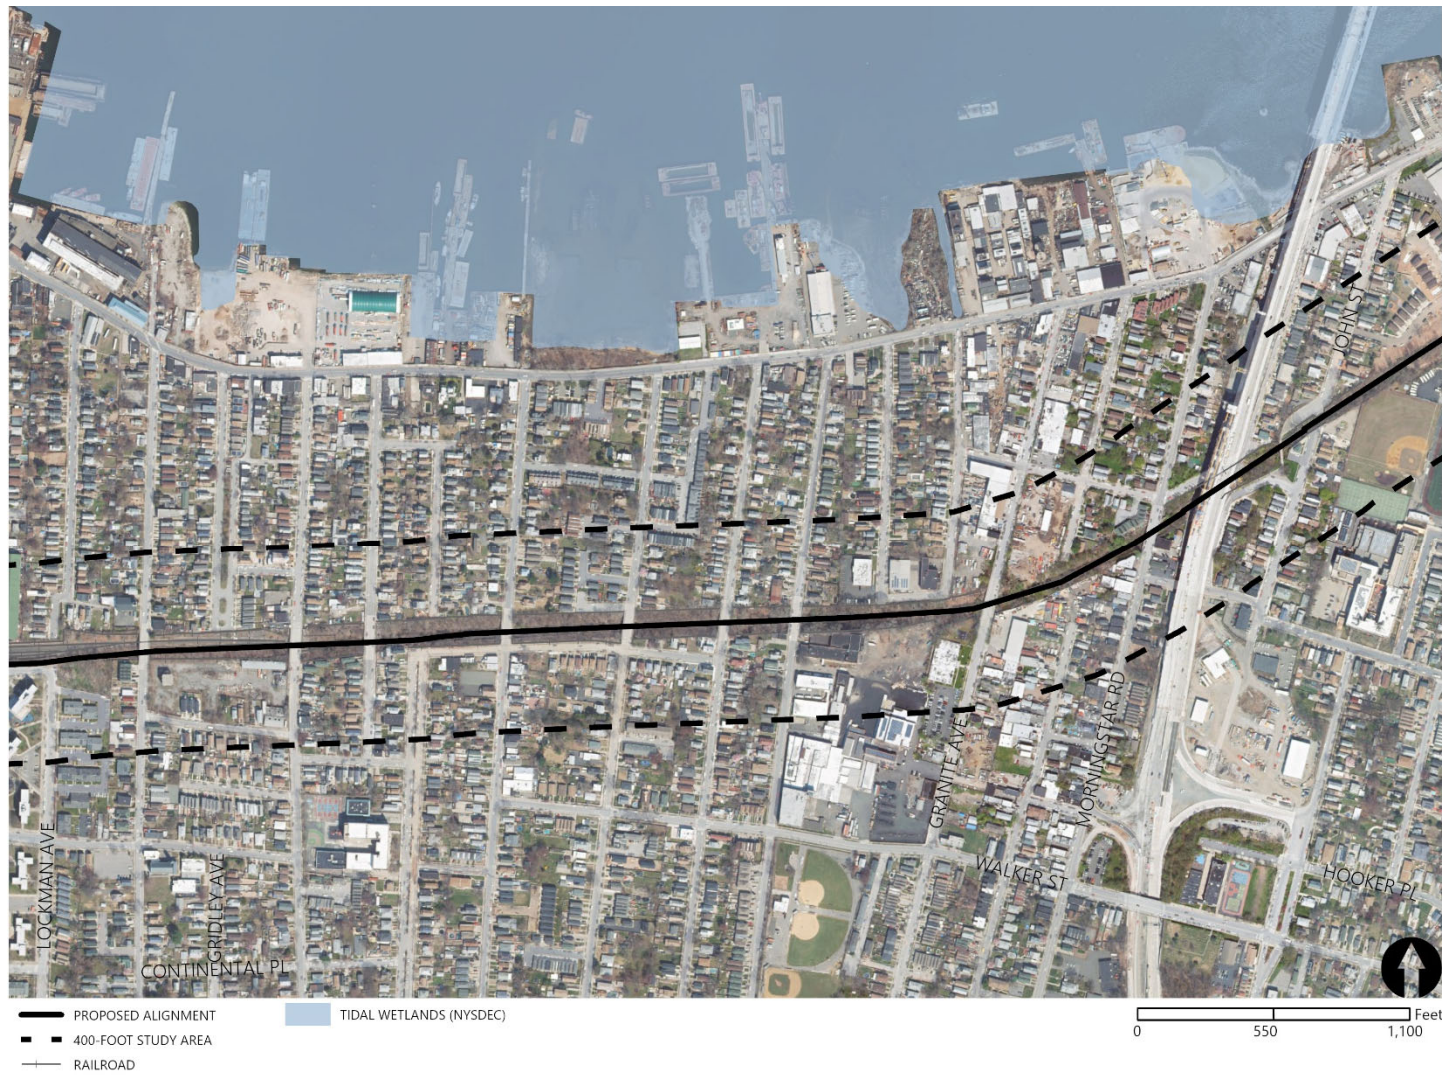 JOHN ST
GRANITE AVE
MORNINGSTAR RD
LOCKMAN AVE
GRIDLEY AVE
WALKER ST
HOOKER PL
CONTINENTAL PL
PROPOSED ALIGNMENT
400-FOOT STUDY AREA
RAILROAD
TIDAL WETLANDS (NYSDEC)
Feet
0 550 1,100